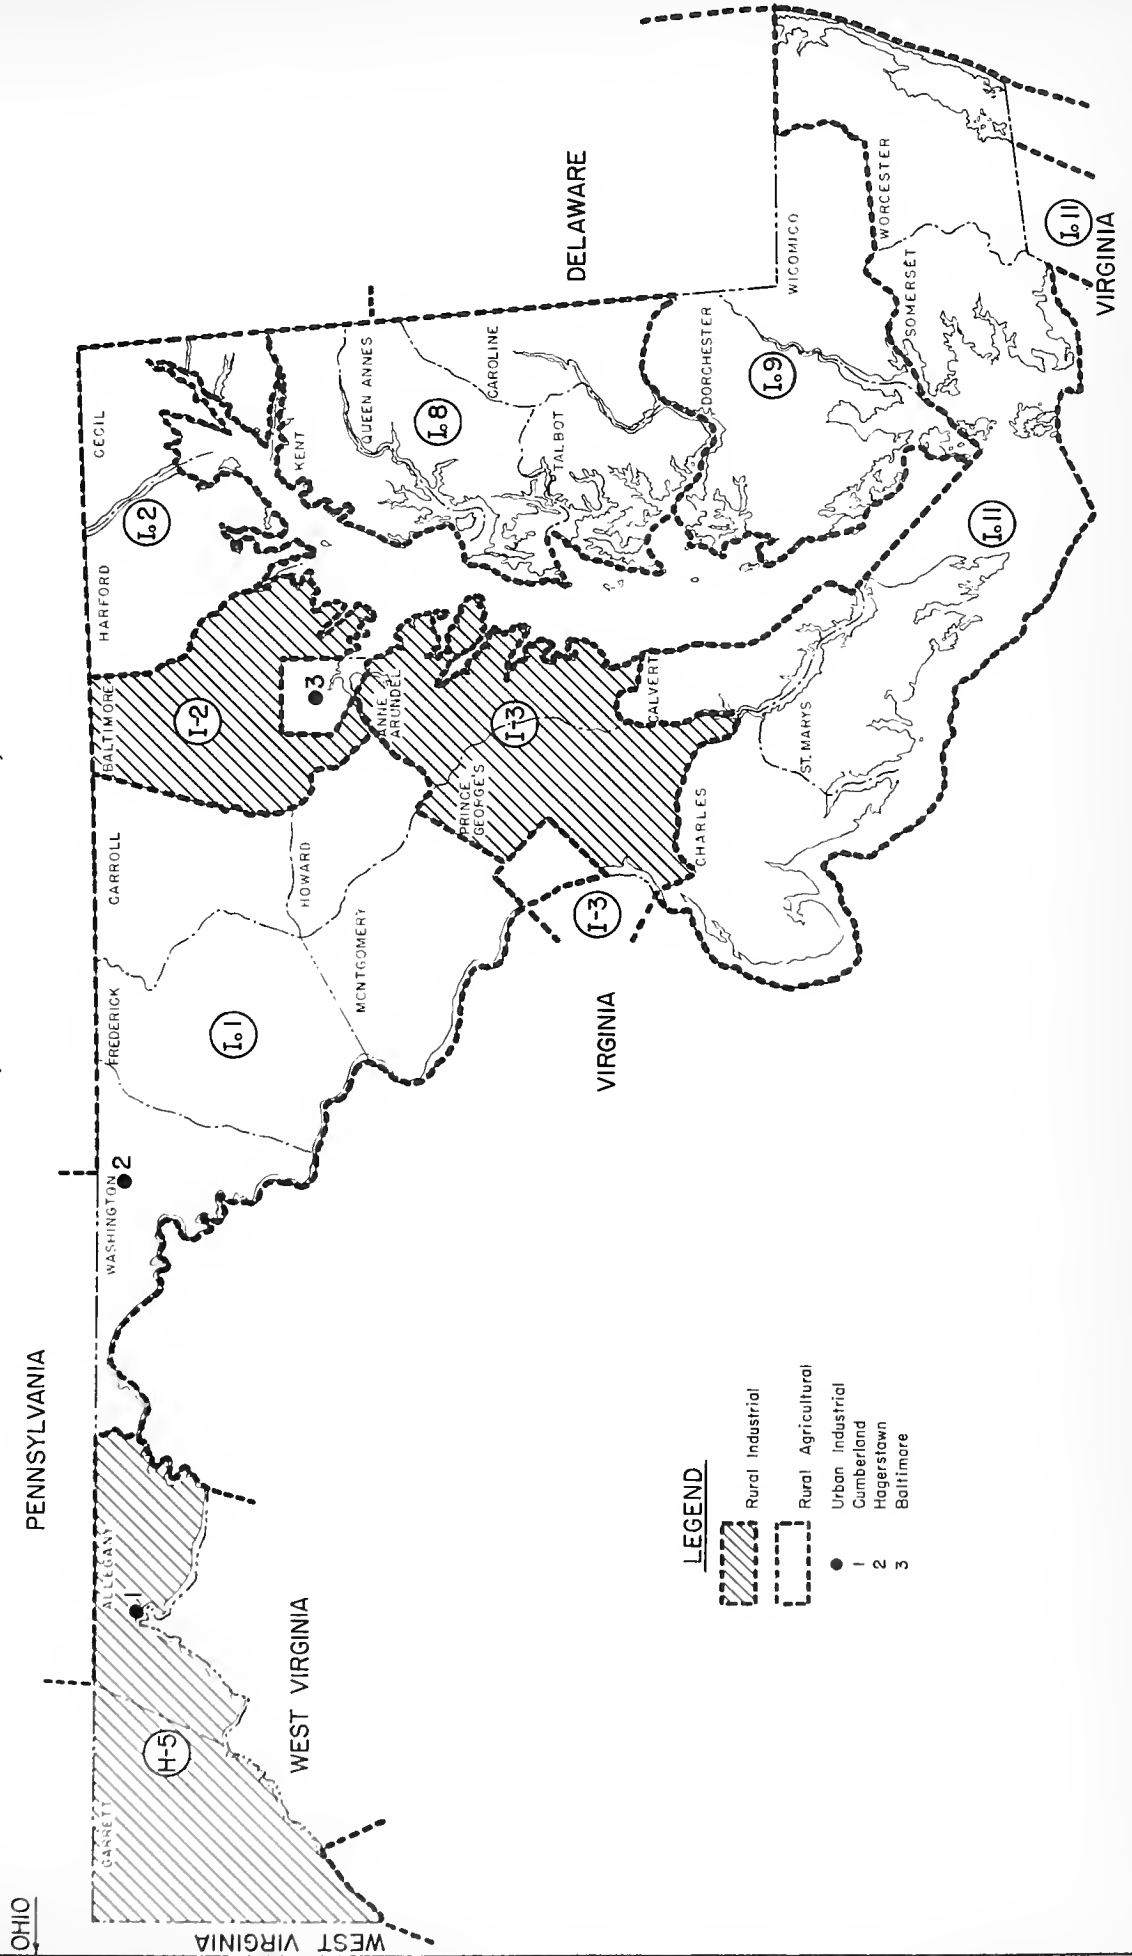 OHIO
PENNSYLVANIA
WEST VIRGINIA
GARRETT
ALLEGANY
WASHINGTON
FREDERICK
CARROLL
BALTIMORE
HARFORD
CECIL
H-5
1
2
I.1
I-2
I.2
3
HOWARD
MONTGOMERY
ANNE
ARUNDEL
PRINCE
GEORGE'S
KENT
QUEEN ANNES
I.8
CAROLINE
TALBOT
DELAWARE
WEST VIRGINIA
VIRGINIA
I-3
I-3
CALVERT
CHARLES
ST. MARYS
DORCHESTER
I.9
WICOMICO
WORCESTER
SOMERSET
I.11
I.11
VIRGINIA
LEGEND
Rural Industrial
Rural Agricultural
Urban Industrial
1 Cumberland
2 Hagerstown
3 Baltimore